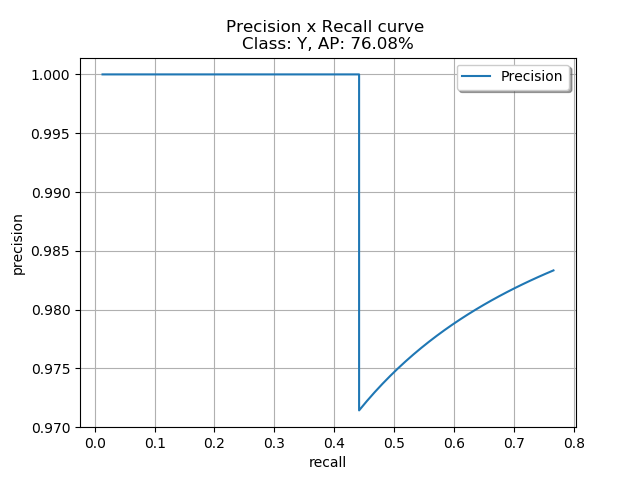 Precision x Recall curve
Class: Y, AP: 76.08%
Precision
1.000
0.995
0.990
0.985
0.980
0.975
0.970
precision
0.0 0.1 0.2 0.3 0.4 0.5 0.6 0.7 0.8
recall